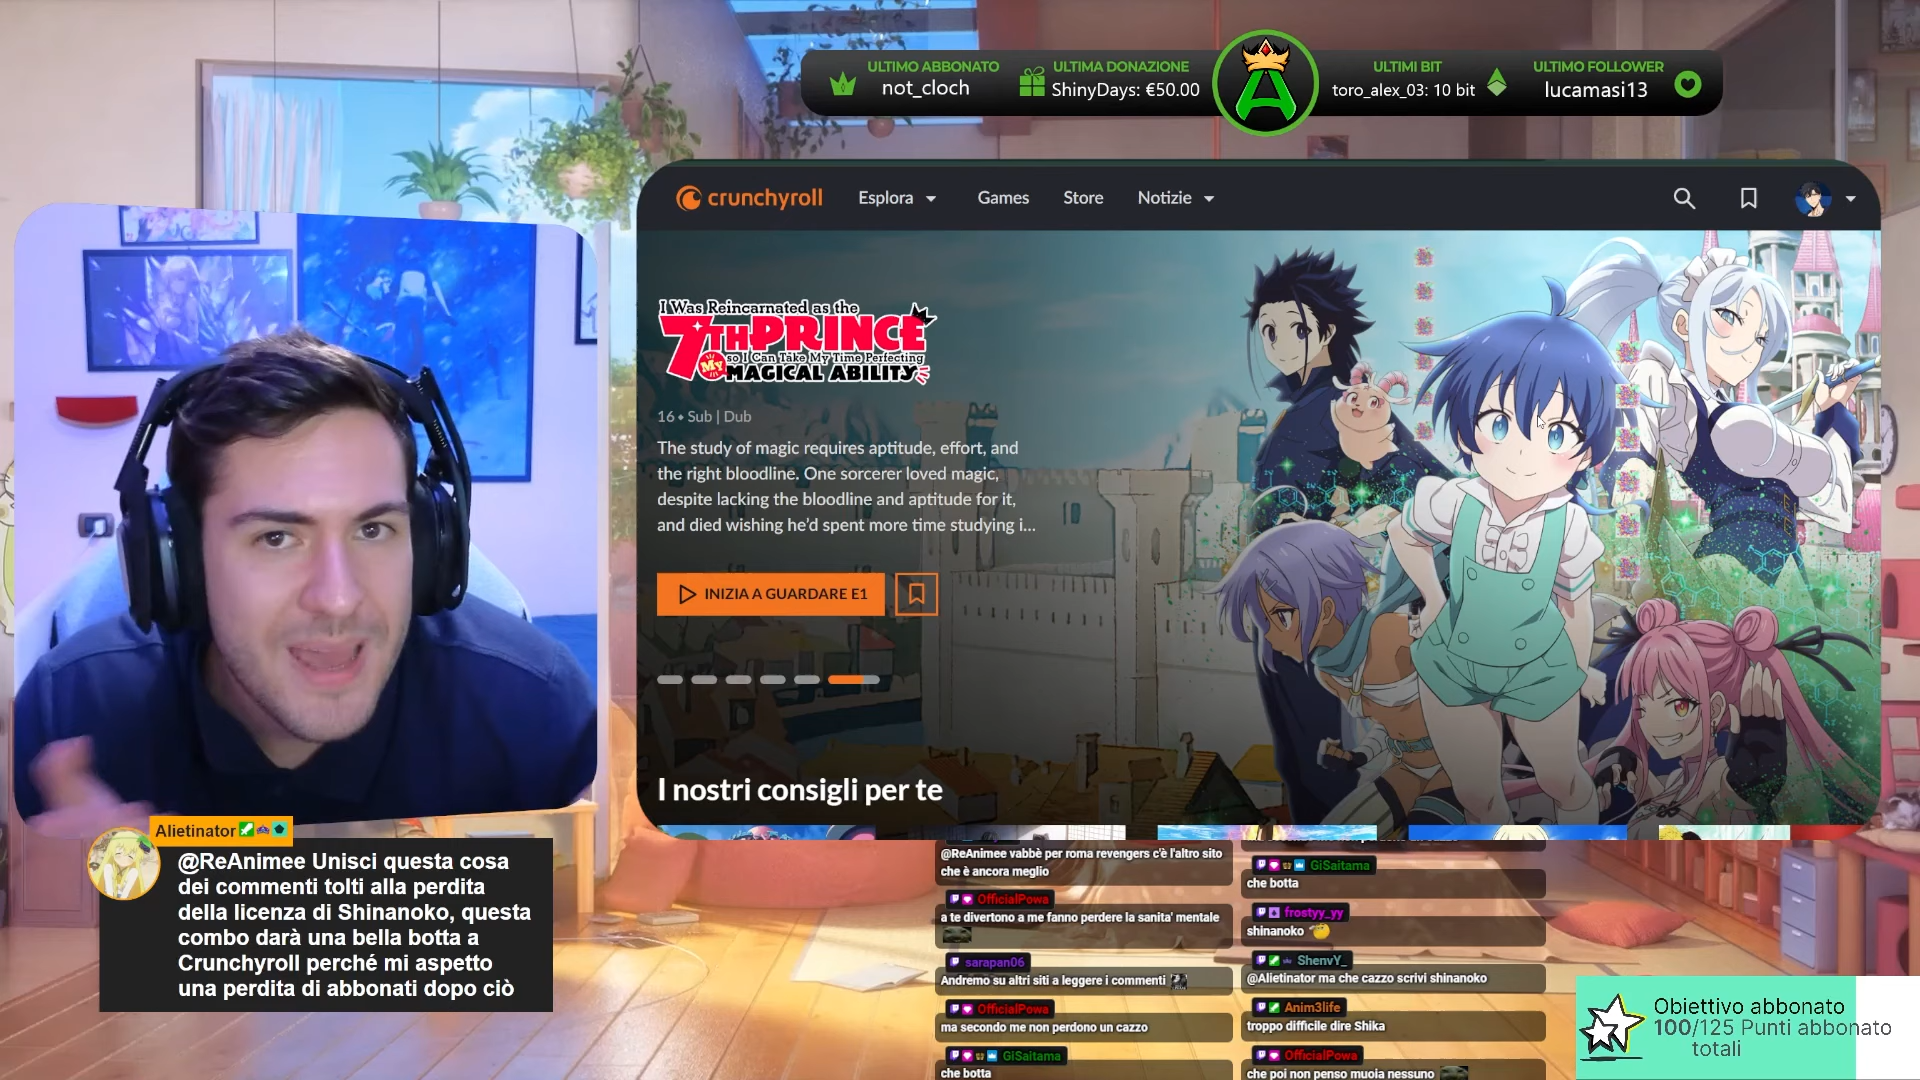 ULTIMO ABBONATO
not_cloch
ULTIMA DONAZIONE
ShinyDays: €50.00
ULTIMI BIT
toro_alex_03: 10 bit
ULTIMO FOLLOWER
lucamasi13
crunchyroll
Esplora
Games
Store
Notizie
I Was Reincarnated as the
7TH PRINCE
so I Can Take My Time Perfecting
My MAGICAL ABILITY
16 • Sub | Dub
The study of magic requires aptitude, effort, and
the right bloodline. One sorcerer loved magic,
despite lacking the bloodline and aptitude for it,
and died wishing he'd spent more time studying i...
INIZIA A GUARDARE E1
I nostri consigli per te
Alietinator
@ReAnimee Unisci questa cosa
dei commenti tolti alla perdita
della licenza di Shinanoko, questa
combo darà una bella botta a
Crunchyroll perché mi aspetto
una perdita di abbonati dopo ciò
@ReAnimee vabbè per roma revengers c'è l'altro sito
che è ancora meglio
OfficialPowa
a te divertono a me fanno perdere la sanita' mentale
sarapan06
Andremo su altri siti a leggere i commenti
OfficialPowa
ma secondo me non perdono un cazzo
GiSaitama
che botta
GiSaitama
che botta
frostyy_yy
shinanoko
ShenvY_
@Alietinator ma che cazzo scrivi shinanoko
Anim3life
troppo difficile dire Shika
OfficialPowa
che poi non penso muoia nessuno
Obiettivo abbonato
100/125 Punti abbonato
totali